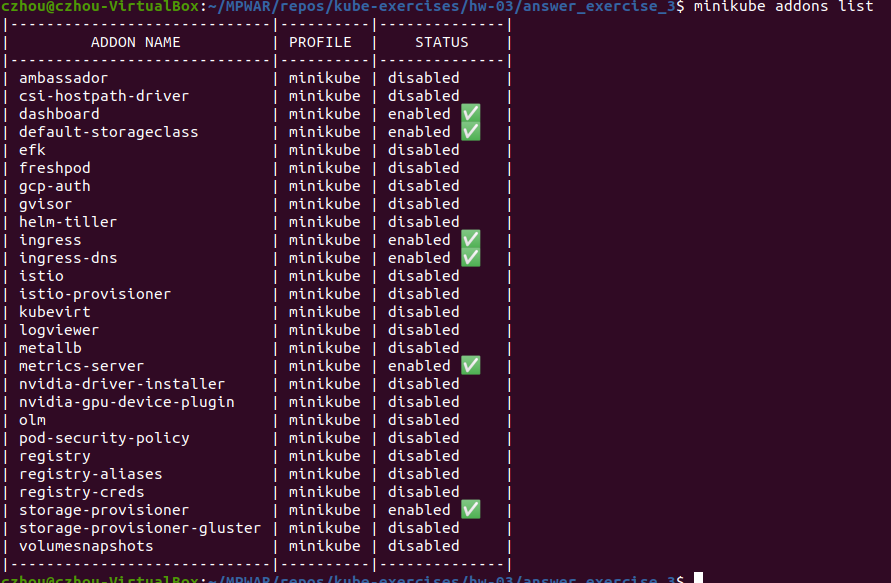 czhou@czhou-VirtualBox:~/MPWAR/repos/kube-exercises/hw-03/answer_exercise_3$ minikube addons list
|-----------------------------|----------|--------------|
|         ADDON NAME          | PROFILE  |    STATUS    |
|-----------------------------|----------|--------------|
| ambassador                  | minikube | disabled     |
| csi-hostpath-driver         | minikube | disabled     |
| dashboard                   | minikube | enabled ✅   |
| default-storageclass        | minikube | enabled ✅   |
| efk                         | minikube | disabled     |
| freshpod                    | minikube | disabled     |
| gcp-auth                    | minikube | disabled     |
| gvisor                      | minikube | disabled     |
| helm-tiller                 | minikube | disabled     |
| ingress                     | minikube | enabled ✅   |
| ingress-dns                 | minikube | enabled ✅   |
| istio                       | minikube | disabled     |
| istio-provisioner           | minikube | disabled     |
| kubevirt                    | minikube | disabled     |
| logviewer                   | minikube | disabled     |
| metallb                     | minikube | disabled     |
| metrics-server              | minikube | enabled ✅   |
| nvidia-driver-installer     | minikube | disabled     |
| nvidia-gpu-device-plugin    | minikube | disabled     |
| olm                         | minikube | disabled     |
| pod-security-policy         | minikube | disabled     |
| registry                    | minikube | disabled     |
| registry-aliases            | minikube | disabled     |
| registry-creds              | minikube | disabled     |
| storage-provisioner         | minikube | enabled ✅   |
| storage-provisioner-gluster | minikube | disabled     |
| volumesnapshots             | minikube | disabled     |
|-----------------------------|----------|--------------|
czhou@czhou-VirtualBox:~/MPWAR/repos/kube-exercises/hw-03/answer_exercise_3$